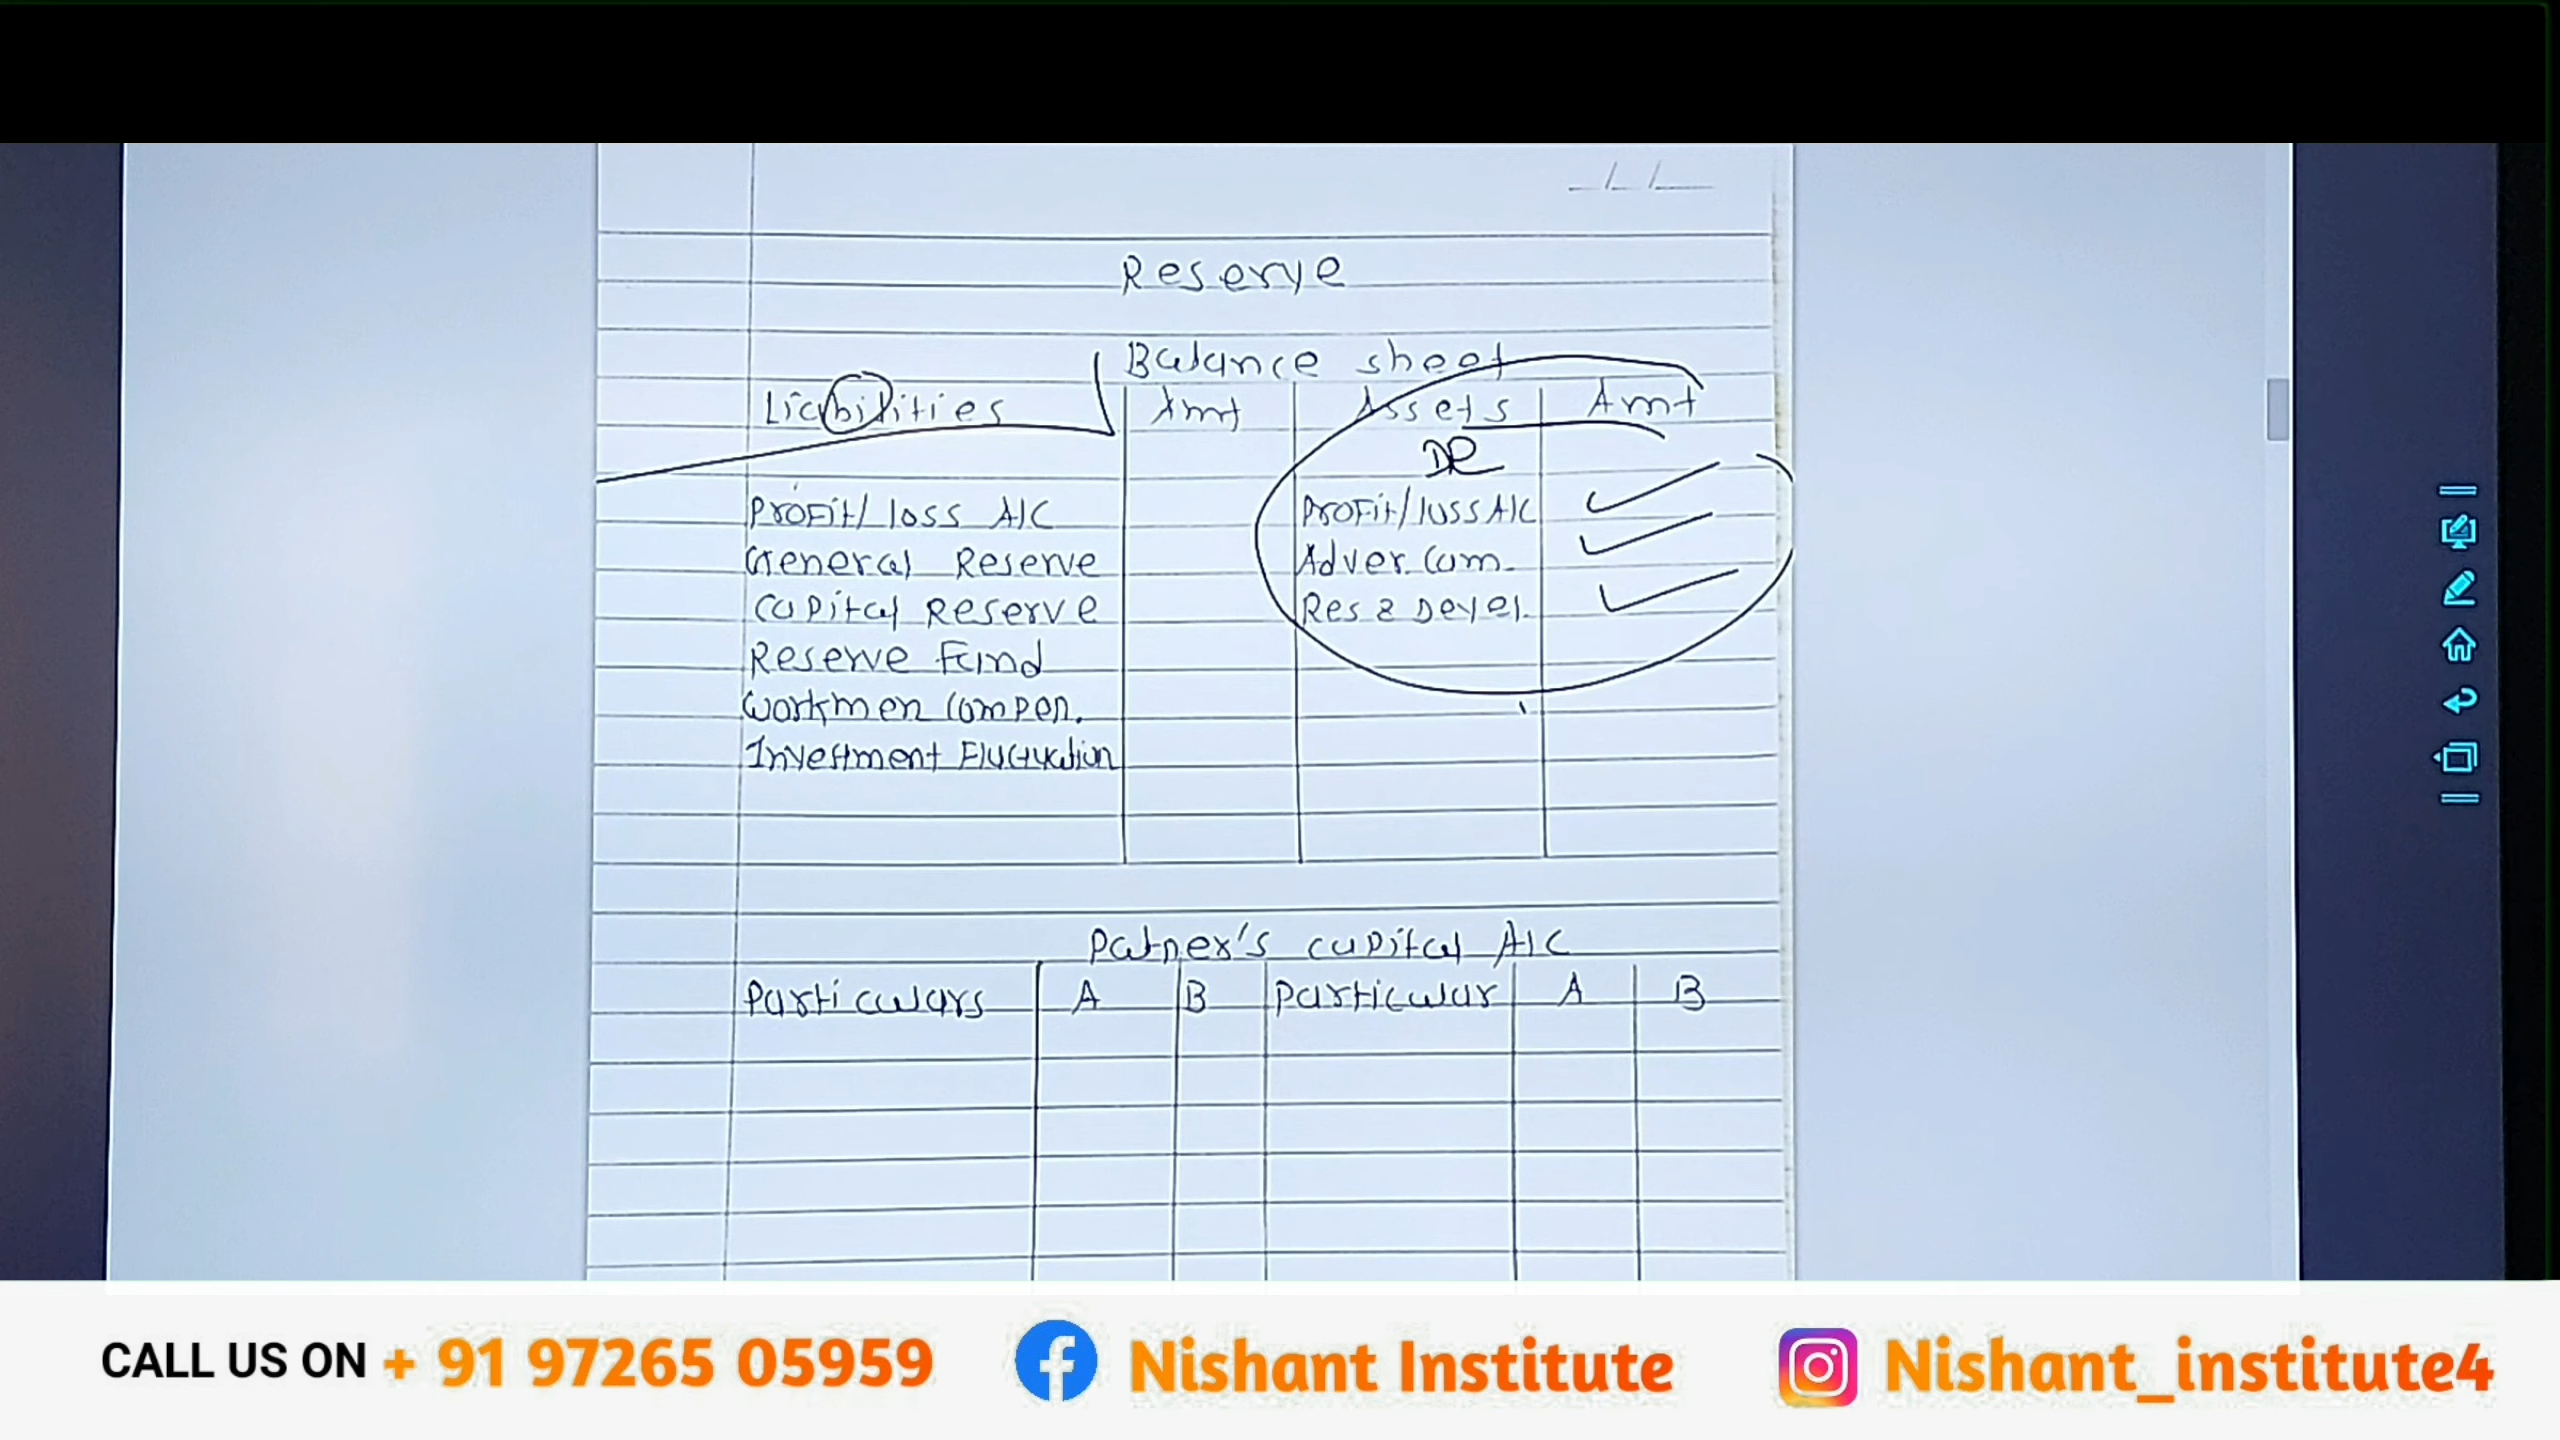 Reserve
Balance sheet
Liabilities Amt Assets Amt
DR
Profit/loss A/C Profit/loss A/C
General Reserve Adver. Cam.
Capital Reserve Res & Devel.
Reserve Fund
Workmen Compen.
Investment Fluctuation
Patner's capital A/C
Particulars A B Particular A B
CALL US ON + 91 97265 05959 Nishant Institute Nishant_institute4